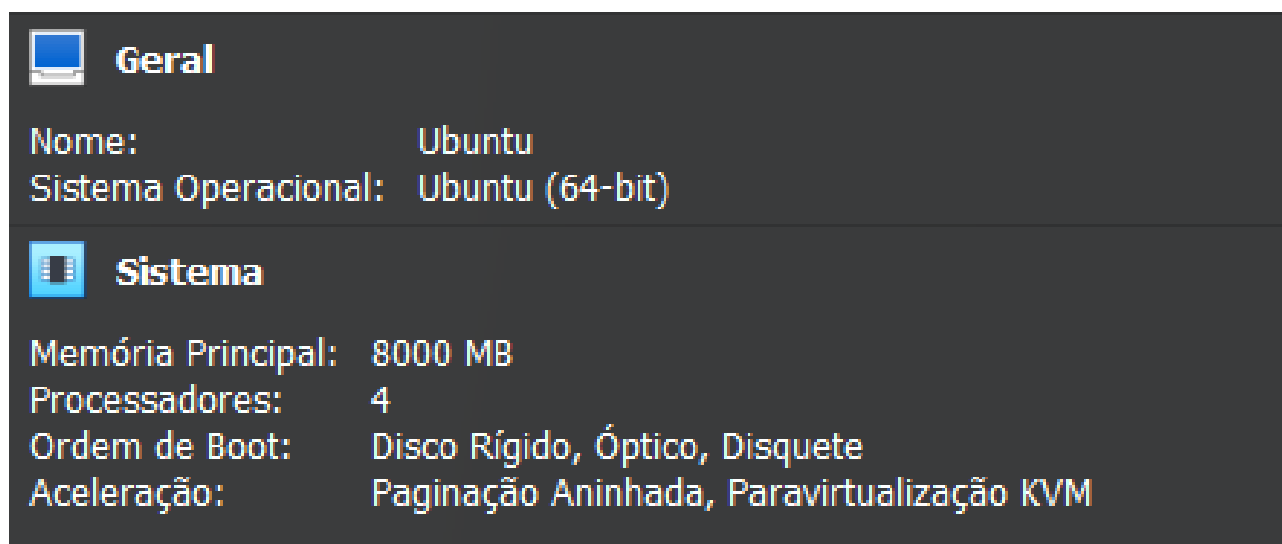 Geral
Nome: Ubuntu
Sistema Operacional: Ubuntu (64-bit)
Sistema
Memória Principal: 8000 MB
Processadores: 4
Ordem de Boot: Disco Rígido, Óptico, Disquete
Aceleração: Paginação Aninhada, Paravirtualização KVM